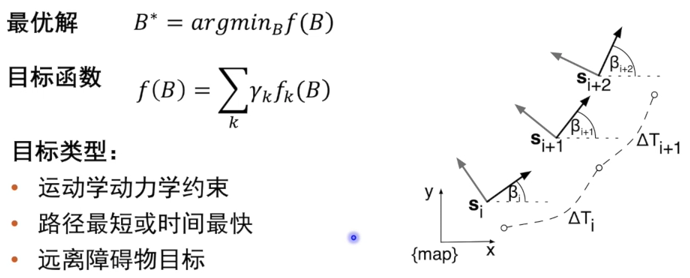 最优解 B* = argmin_B f(B)
目标函数 f(B) = ∑_k γ_k f_k(B)
目标类型：
• 运动学动力学约束
• 路径最短或时间最快
• 远离障碍物目标
s_{i+2} β_{i+2}
s_{i+1} β_{i+1}
ΔT_{i+1}
s_i β_i
ΔT_i
y
x
{map}